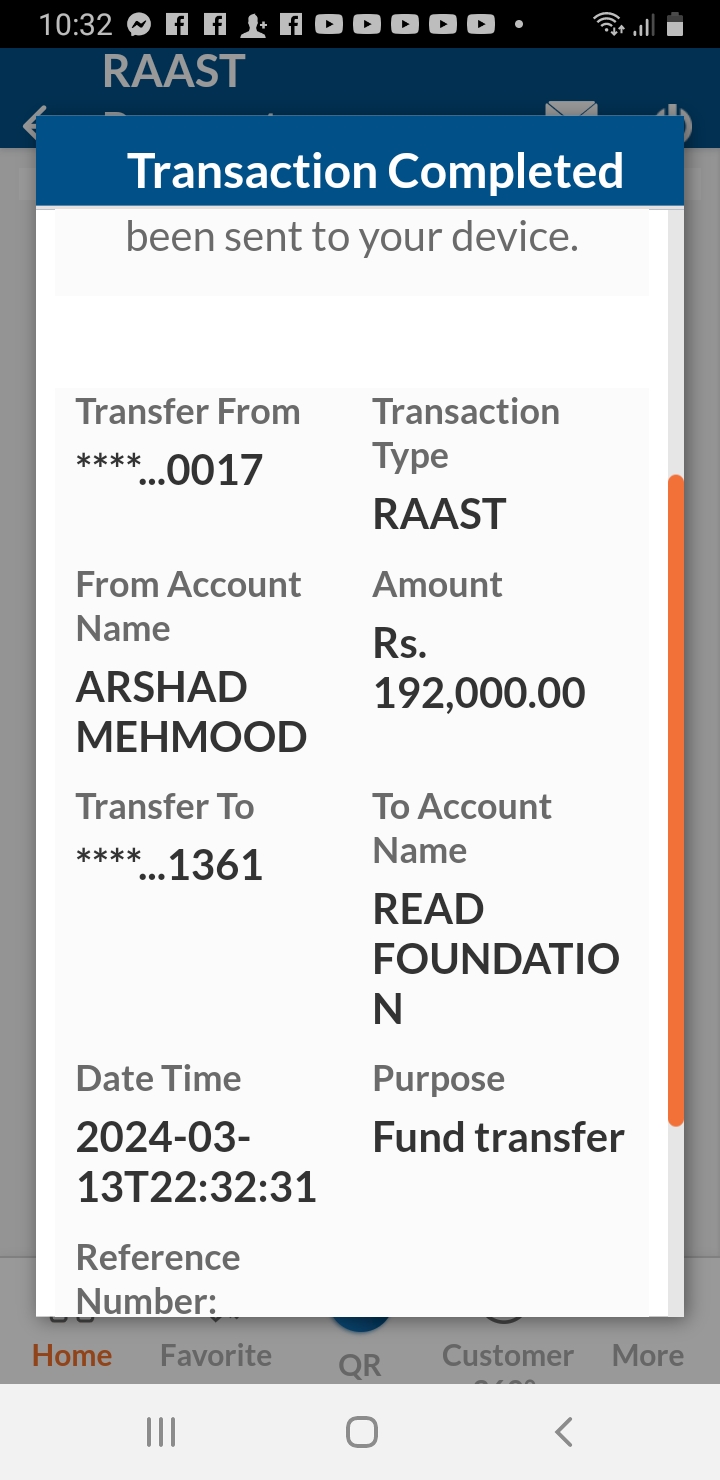 10:32
RAAST
Transaction Completed
been sent to your device.
Transfer From
****...0017
Transaction
Type
RAAST
From Account
Name
ARSHAD
MEHMOOD
Amount
Rs.
192,000.00
Transfer To
****...1361
To Account
Name
READ
FOUNDATIO
N
Date Time
2024-03-
13T22:32:31
Purpose
Fund transfer
Reference
Number:
Home
Favorite
QR
Customer
More